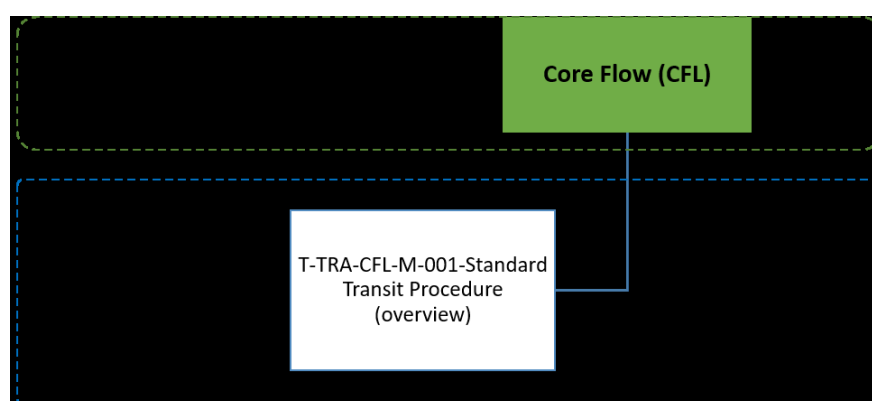 Core Flow (CFL)
T-TRA-CFL-M-001-Standard
Transit Procedure
(overview)